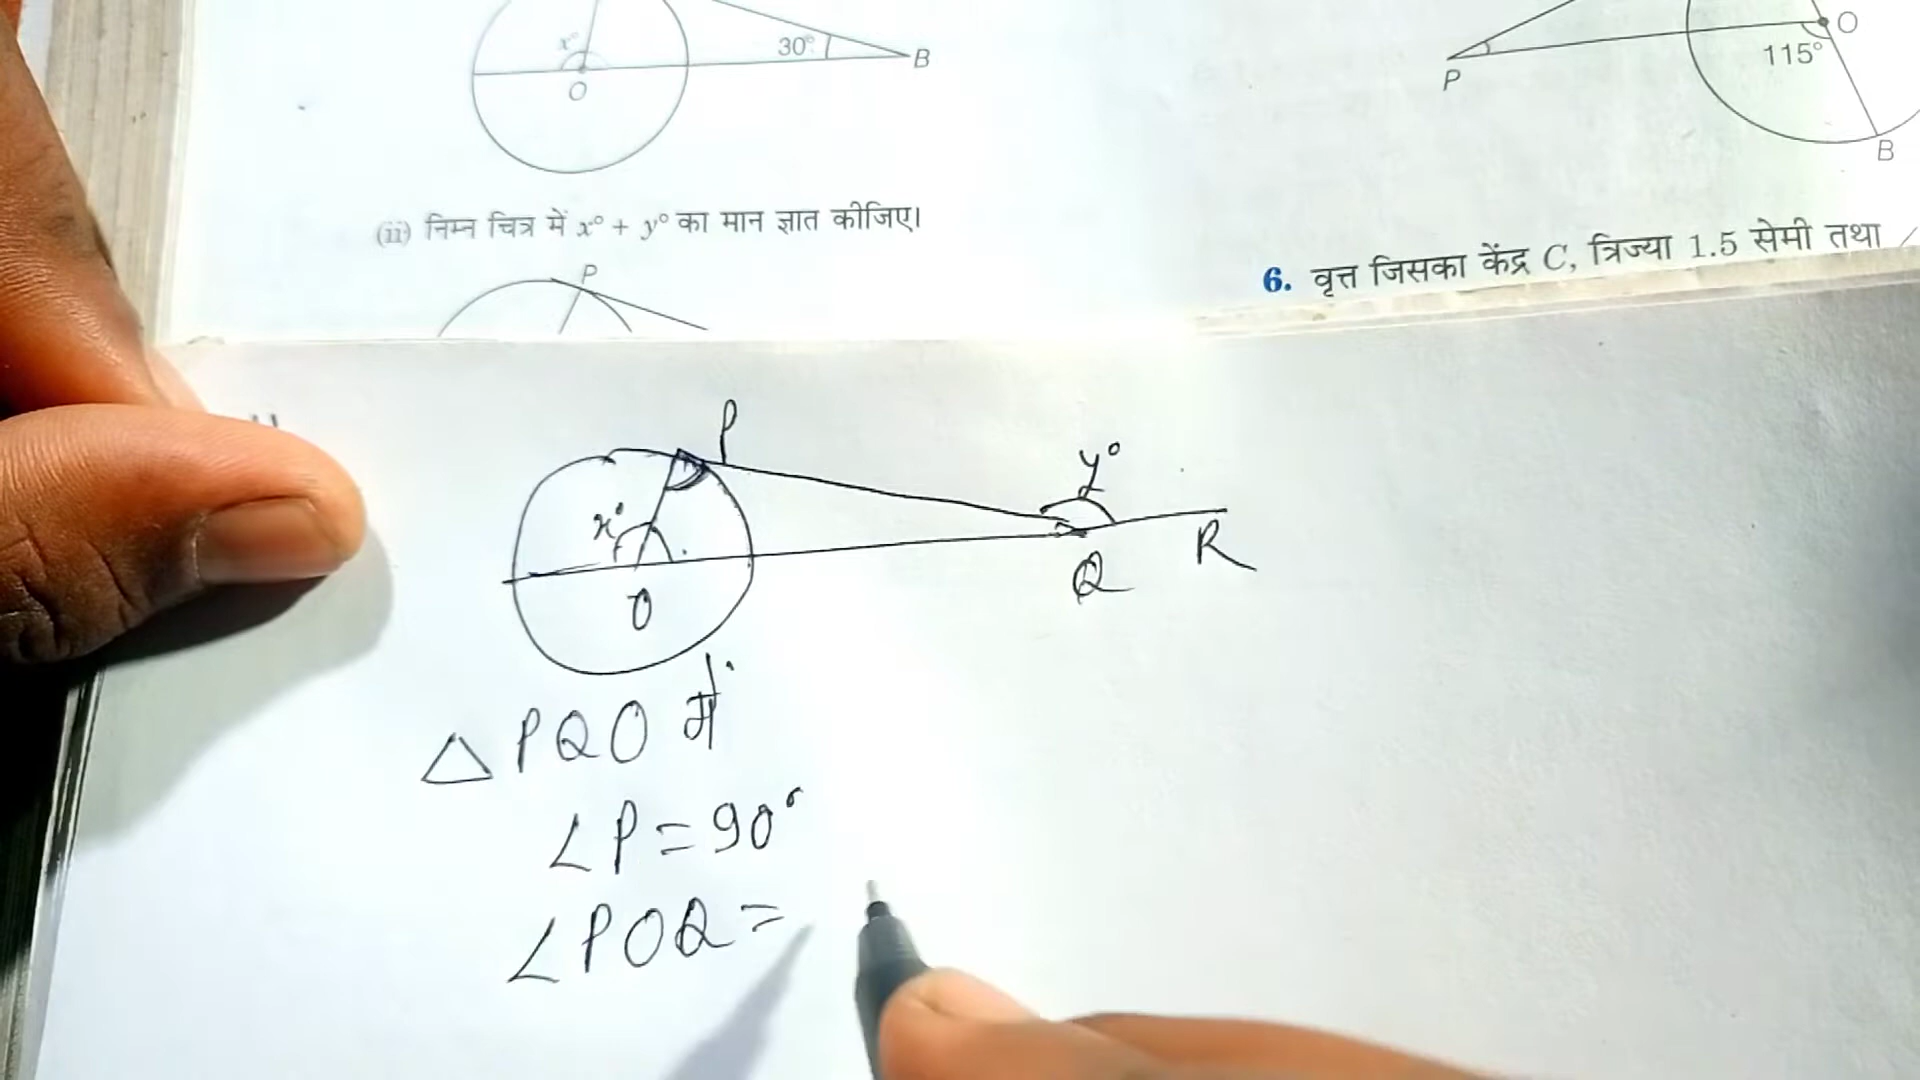 x°
30°
B
O
P
O
115°
B
(ii) निम्न चित्र में x° + y° का मान ज्ञात कीजिए।
P
6. वृत्त जिसका केंद्र C, त्रिज्या 1.5 सेमी तथा
P
x°
y°
O
Q
R
△ PQO में
∠P = 90°
∠POQ =